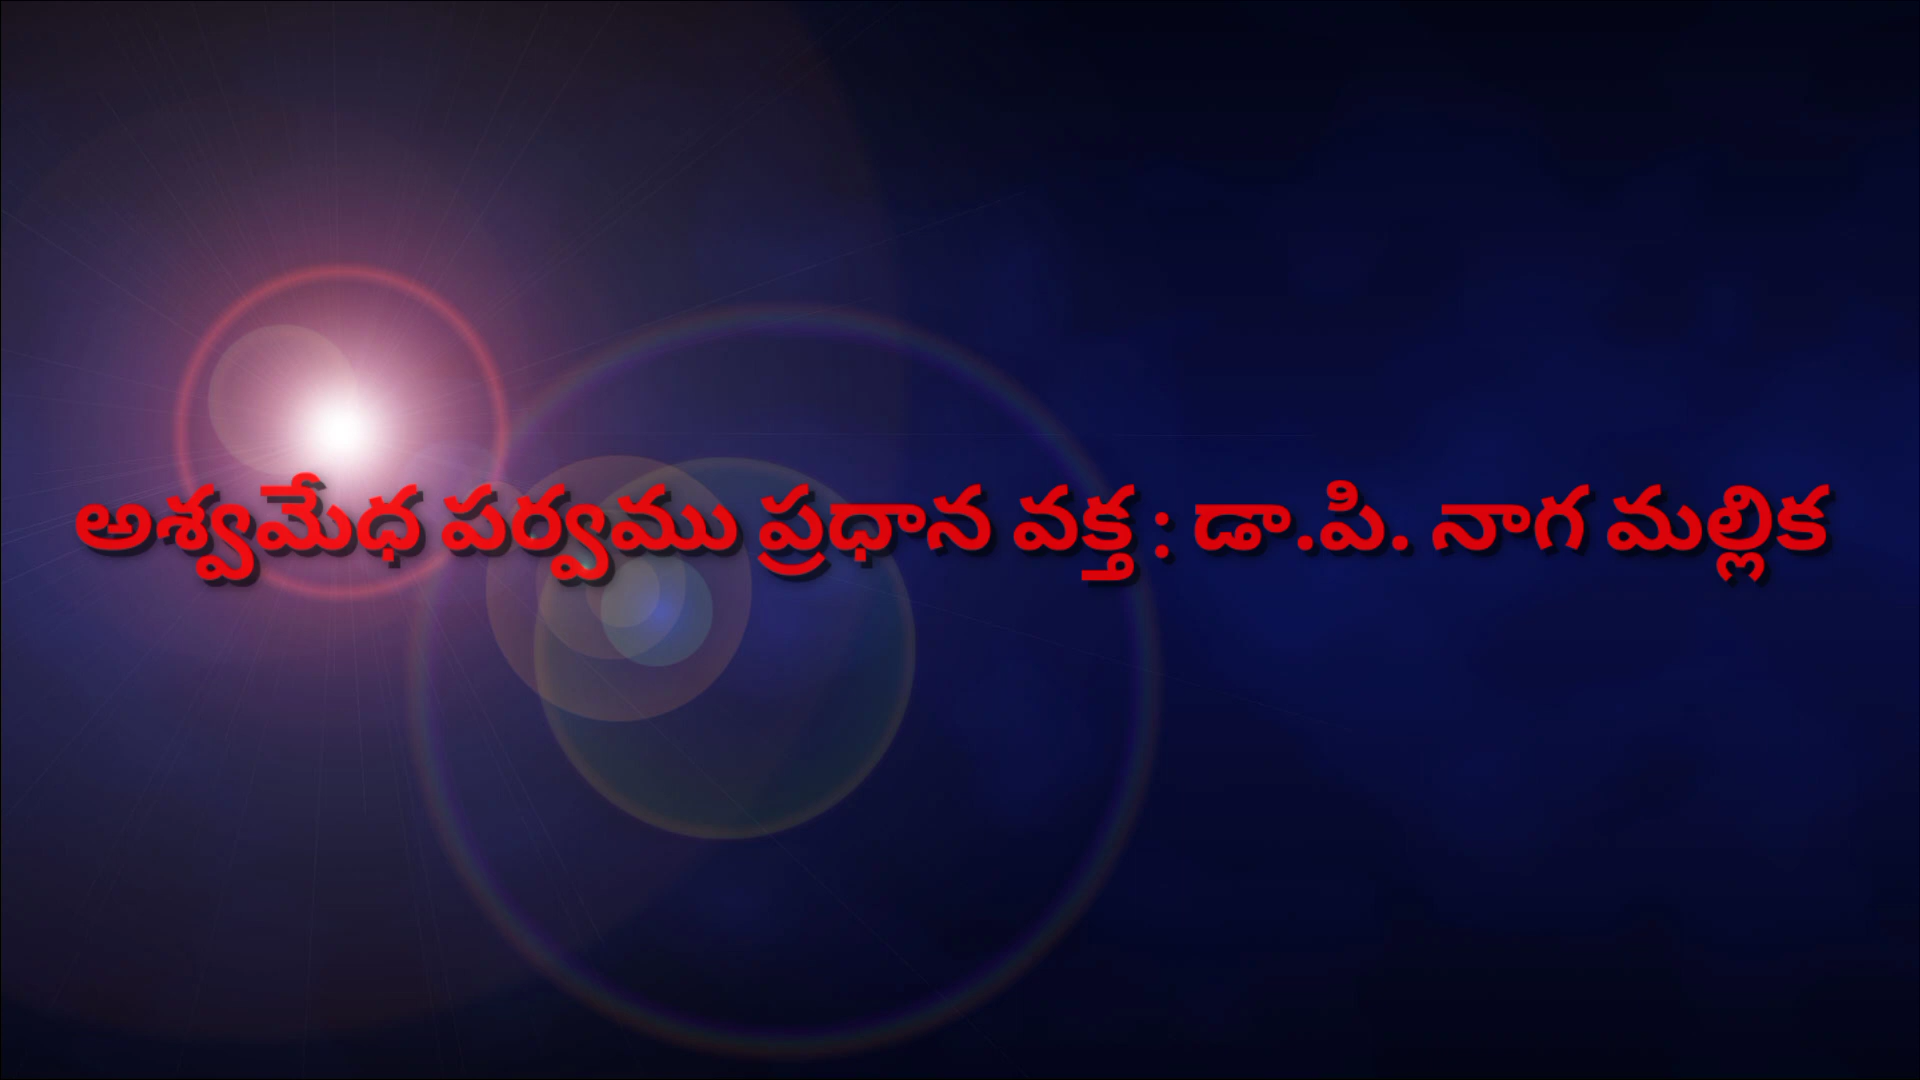 అశ్వమేధ పర్వము ప్రధాన వక్త : డా.పి. నాగ మల్లిక